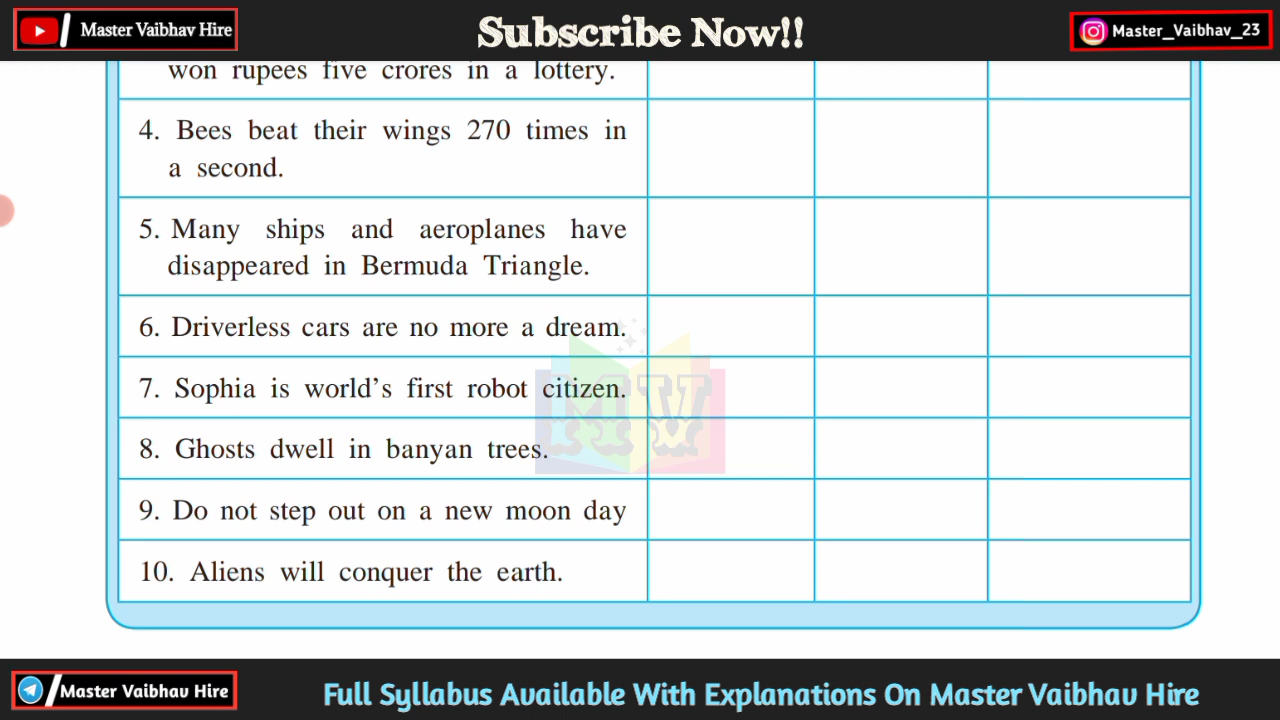 Master Vaibhav Hire
Subscribe Now!!
Master_Vaibhav_23
won rupees five crores in a lottery.
4. Bees beat their wings 270 times in
a second.
5. Many ships and aeroplanes have
disappeared in Bermuda Triangle.
6. Driverless cars are no more a dream.
7. Sophia is world's first robot citizen.
8. Ghosts dwell in banyan trees.
9. Do not step out on a new moon day
10. Aliens will conquer the earth.
MV
Master Vaibhav Hire
Full Syllabus Available With Explanations On Master Vaibhav Hire